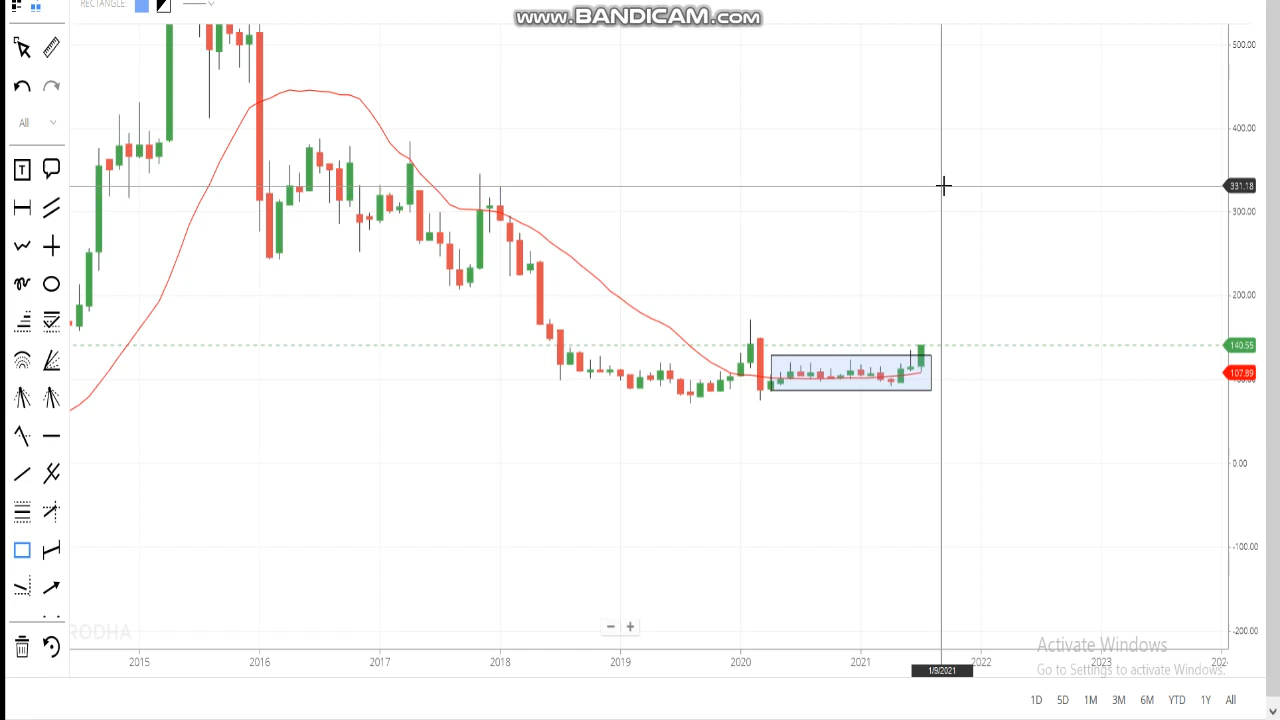 RECTANGLE:
www.BANDICAM.com
500.00
400.00
331.18
300.00
200.00
140.55
107.89
0.00
-100.00
-200.00
All
T
RODHA
2015 2016 2017 2018 2019 2020 2021 2022 2023
1/9/2021
Activate Windows
Go to Settings to activate Windows.
1D 5D 1M 3M 6M YTD 1Y All